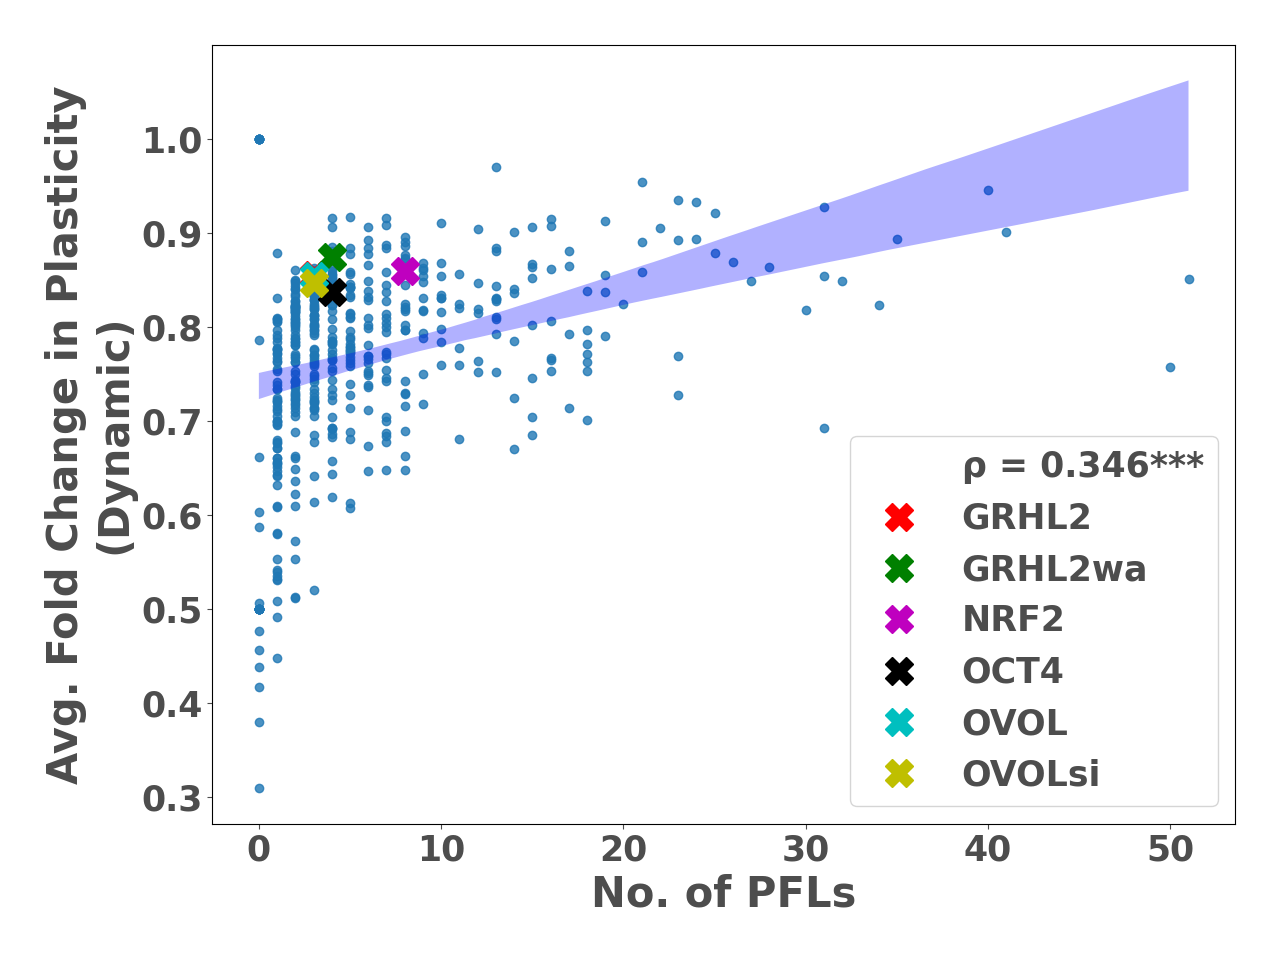 Avg. Fold Change in Plasticity
(Dynamic)
1.0
0.9
0.8
0.7
0.6
0.5
0.4
0.3
0 10 20 30 40 50
No. of PFLs
ρ = 0.346***
GRHL2
GRHL2wa
NRF2
OCT4
OVOL
OVOLsi